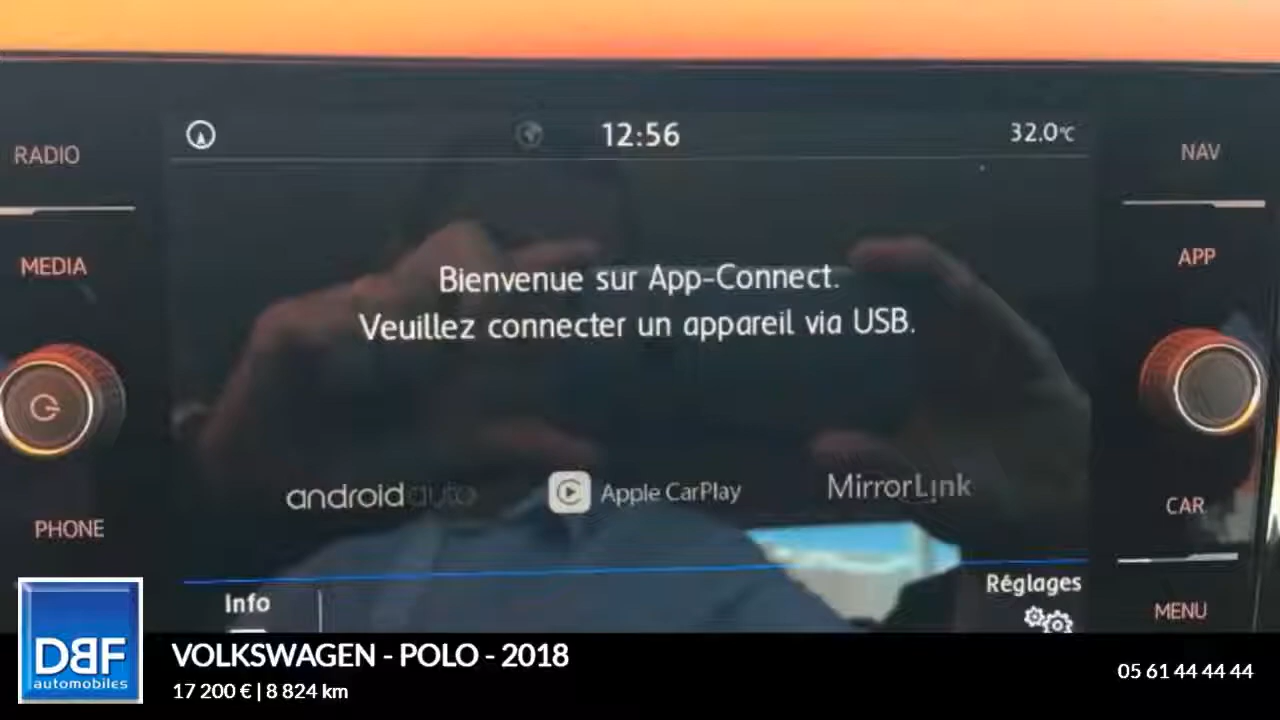 12:56
32.0°C
RADIO
NAV
MEDIA
APP
Bienvenue sur App-Connect.
Veuillez connecter un appareil via USB.
android auto
Apple CarPlay
MirrorLink
PHONE
CAR
Info
Réglages
MENU
DBF
automobiles
VOLKSWAGEN - POLO - 2018
17 200 € | 8 824 km
05 61 44 44 44